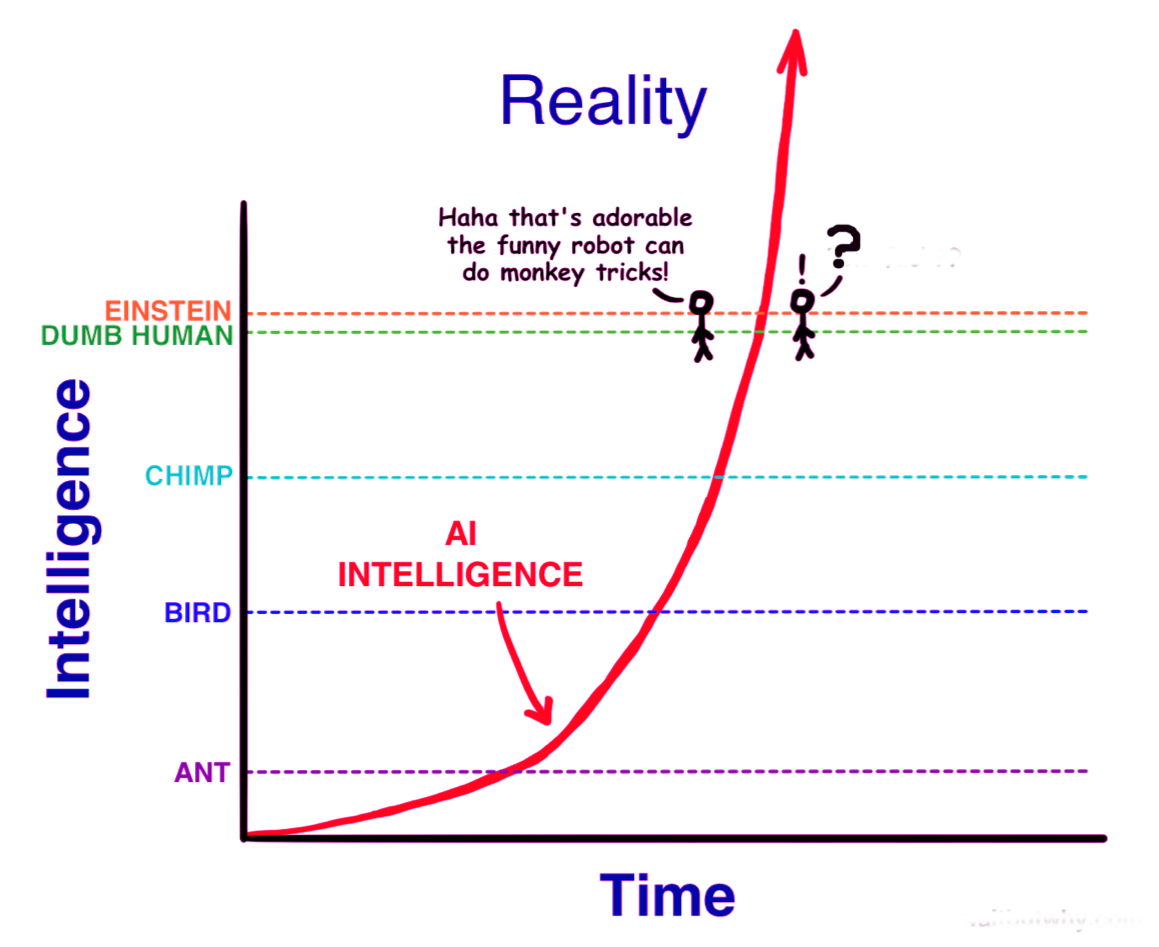 Reality
Haha that's adorable
the funny robot can
do monkey tricks!
!
?
EINSTEIN
DUMB HUMAN
CHIMP
BIRD
ANT
Intelligence
AI
INTELLIGENCE
Time